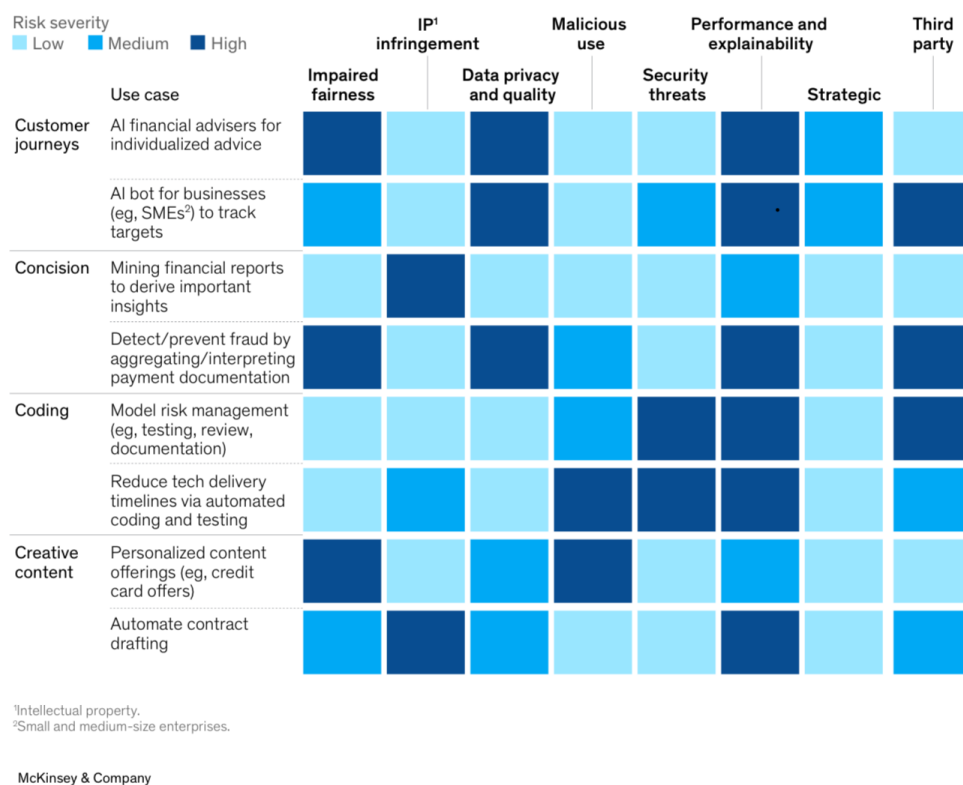 Risk severity
Low Medium High
IP¹
infringement
Malicious
use
Performance and
explainability
Third
party
Impaired
fairness
Data privacy
and quality
Security
threats
Strategic
Use case
Customer
journeys
AI financial advisers for
individualized advice
AI bot for businesses
(eg, SMEs²) to track
targets
Concision
Mining financial reports
to derive important
insights
Detect/prevent fraud by
aggregating/interpreting
payment documentation
Coding
Model risk management
(eg, testing, review,
documentation)
Reduce tech delivery
timelines via automated
coding and testing
Creative
content
Personalized content
offerings (eg, credit
card offers)
Automate contract
drafting
¹Intellectual property.
²Small and medium-size enterprises.
McKinsey & Company